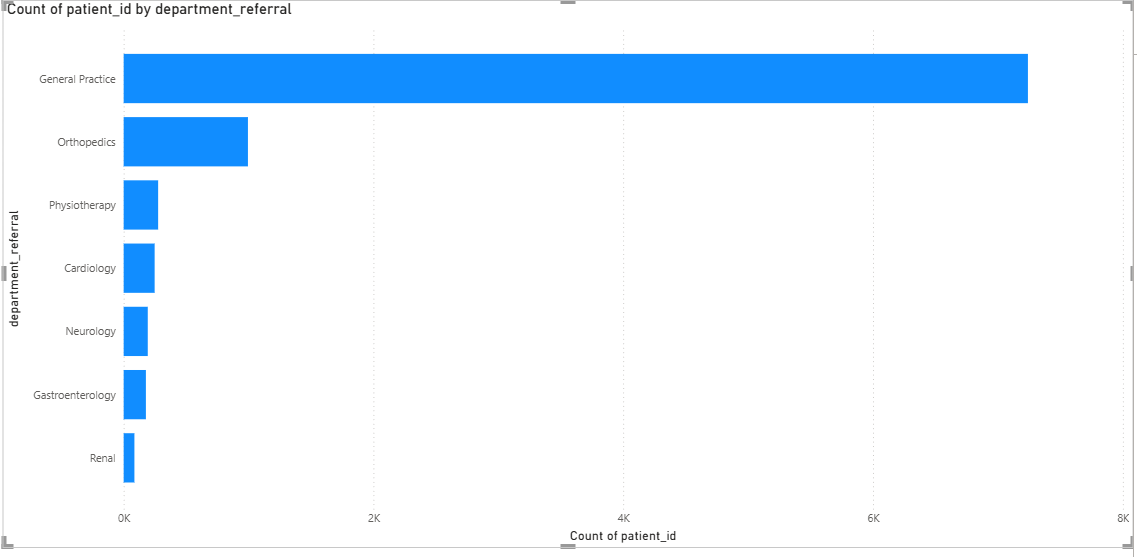 Count of patient_id by department_referral
department_referral
General Practice
Orthopedics
Physiotherapy
Cardiology
Neurology
Gastroenterology
Renal
0K 2K 4K 6K 8K
Count of patient_id